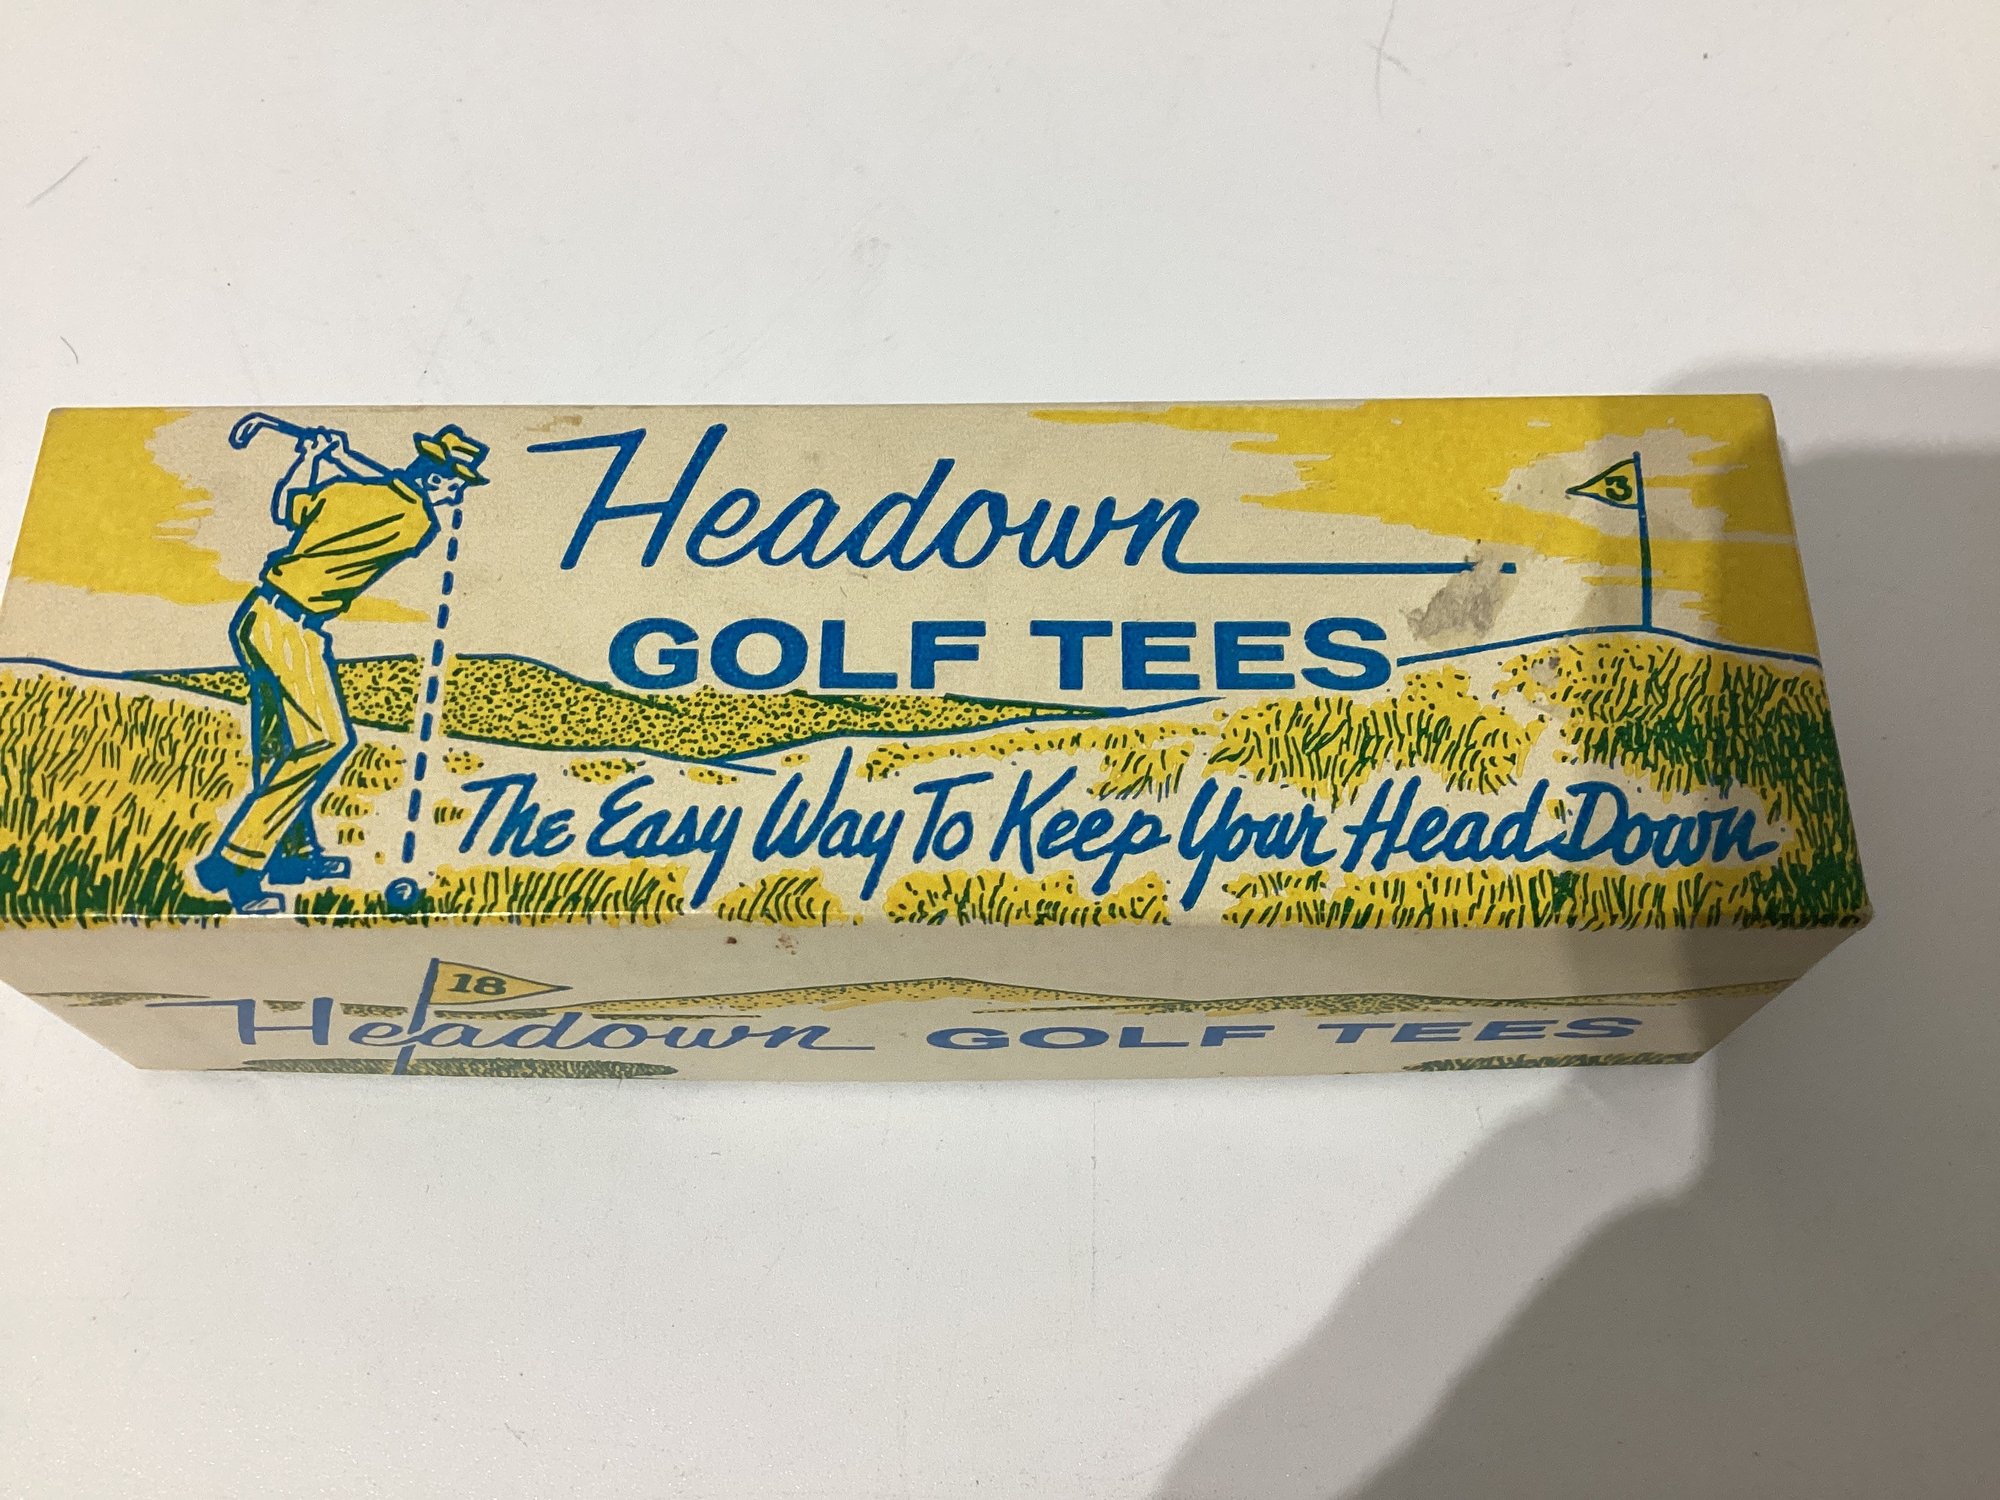 Headown
3
GOLF TEES
The Easy Way To Keep Your Head Down
18
Headown GOLF TEES